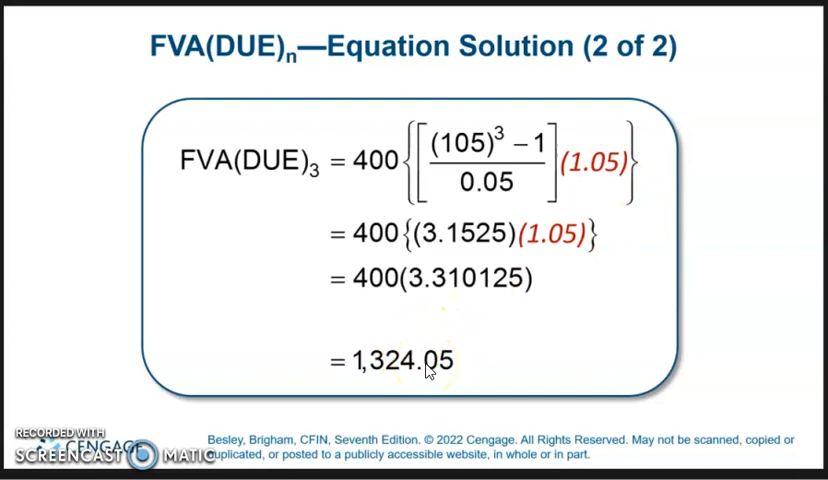 FVA(DUE)n—Equation Solution (2 of 2)
FVA(DUE)3 = 400{[(105)^3 − 1 / 0.05](1.05)}
= 400{(3.1525)(1.05)}
= 400(3.310125)
= 1,324.05
RECORDED WITH
CENGAGE
SCREENCAST MATIC
Besley, Brigham, CFIN, Seventh Edition. © 2022 Cengage. All Rights Reserved. May not be scanned, copied or
duplicated, or posted to a publicly accessible website, in whole or in part.